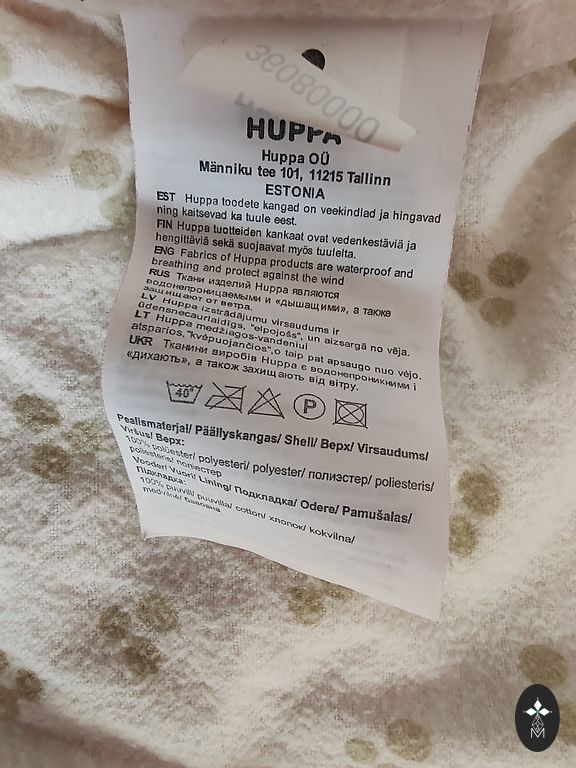 36080000
HUPPA
Huppa OÜ
Männiku tee 101, 11215 Tallinn
ESTONIA
EST Huppa toodete kangad on veekindlad ja hingavad
ning kaitsevad ka tuule eest.
FIN Huppa tuotteiden kankaat ovat vedenkestäviä ja
hengittäviä sekä suojaavat myös tuulelta.
ENG Fabrics of Huppa products are waterproof and
breathing and protect against the wind
RUS Ткани изделий Huppa являются
водонепроницаемыми и «дышащими», а также
защищают от ветра.
LV Huppa izstrādājumu virsaudums ir
ūdensnecaurlaidīgs, "elpojošs", un aizsargā no vēja.
LT Huppa medžiagos-vandeniui
atsparios, "kvėpuojančios",o taip pat apsaugo nuo vėjo.
UKR Тканини виробів Huppa є водонепроникними і
«дихають», а також захищають від вітру.
40° P
Pealismaterjal/ Päällyskangas/ Shell/ Верх/ Virsaudums/
Viršus/ Верх:
100% polüester/ polyesteri/ polyester/ полиэстер/ poliesteris/
poliesteris/ поліестер
Vooder/ Vuori/ Lining/ Подкладка/ Odere/ Pamušalas/
Підкладка:
100% puuvill/ puuvilla/ cotton/ хлопок/ kokvilna/
medvilnė/ бавовна
M